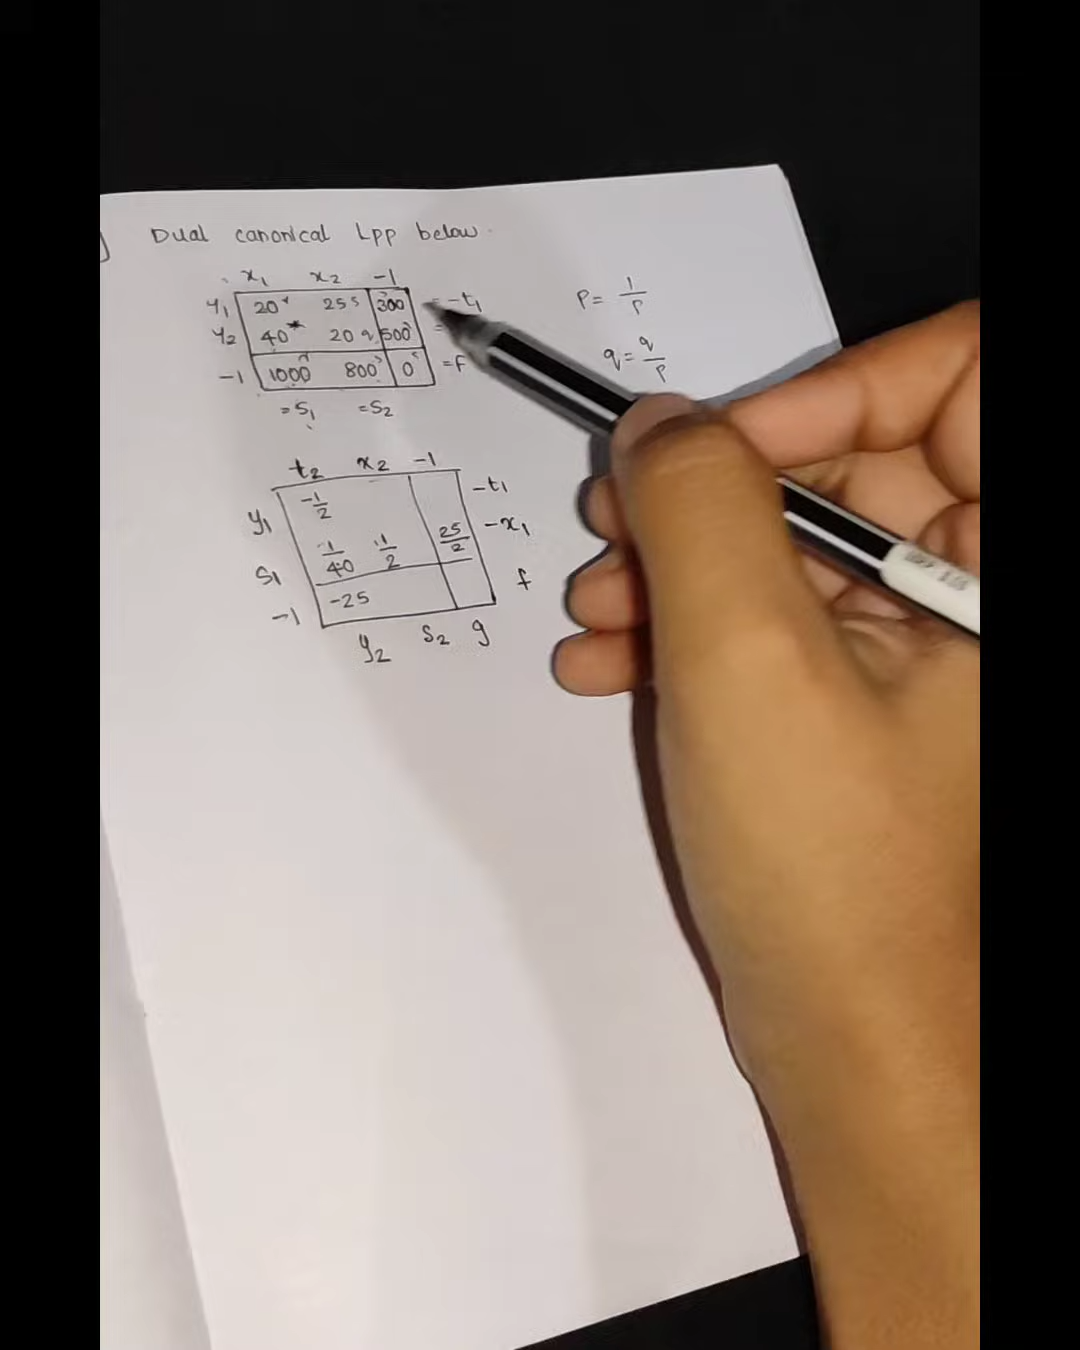 Dual canonical Lpp below.
x1 x2 -1
y1 20 r 25 s 300 = -t1
y2 40* 20 q 500 =
-1 1000 r 800 s 0 s = f
= S1 = S2
P = 1/P
q = q/P
t2 x2 -1
y1 -1/2 -t1
S1 1/40 1/2 25/2 -x1
-1 -25 f
y2 S2 g